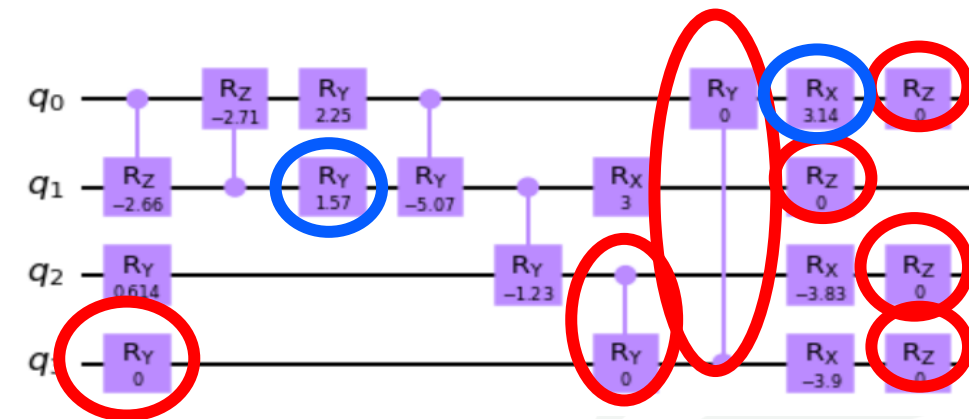 q0 RZ −2.71 RY 2.25 RY 0 RX 3.14 RZ 0
q1 RZ −2.66 RY 1.57 RY −5.07 RX 3 RZ 0
q2 RY 0.614 RY −1.23 RX −3.83 RZ 0
RY 0 RY 0 RX −3.9 RZ 0